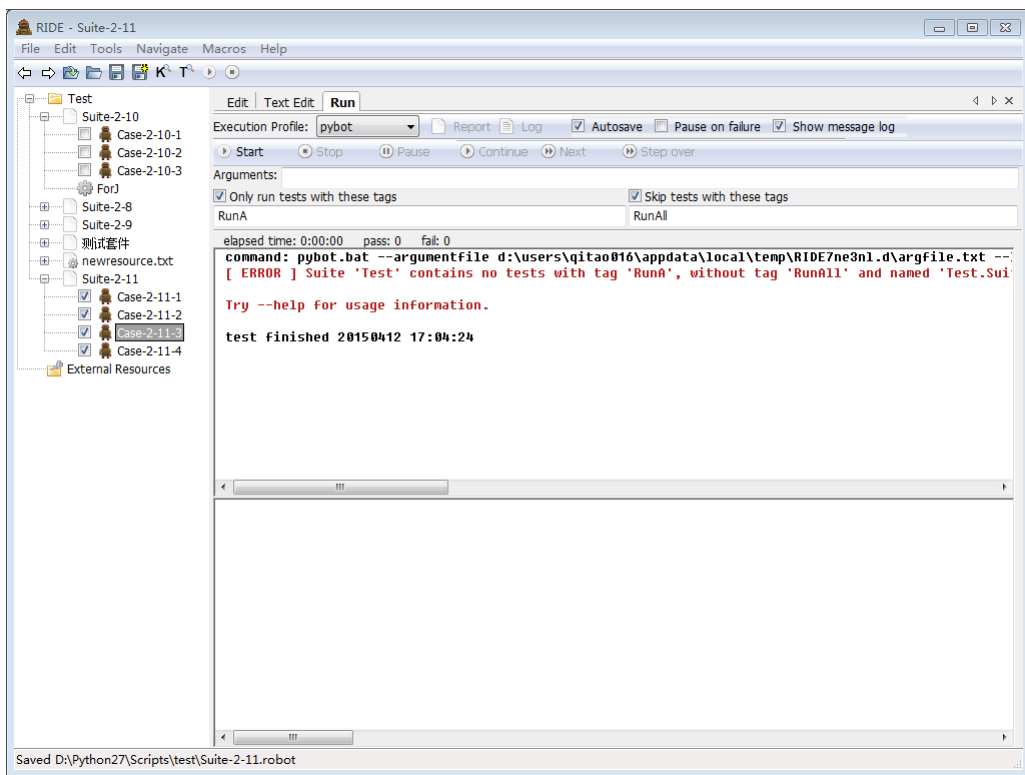 RIDE - Suite-2-11
File Edit Tools Navigate Macros Help
Test
Suite-2-10
Case-2-10-1
Case-2-10-2
Case-2-10-3
ForJ
Suite-2-8
Suite-2-9
测试套件
newresource.txt
Suite-2-11
Case-2-11-1
Case-2-11-2
Case-2-11-3
Case-2-11-4
External Resources
Edit Text Edit Run
Execution Profile: pybot Report Log Autosave Pause on failure Show message log
Start Stop Pause Continue Next Step over
Arguments:
Only run tests with these tags Skip tests with these tags
RunA RunAll
elapsed time: 0:00:00 pass: 0 fail: 0
command: pybot.bat --argumentfile d:\users\qitao016\appdata\local\temp\RIDE7ne3nl.d\argfile.txt --
[ ERROR ] Suite 'Test' contains no tests with tag 'RunA', without tag 'RunAll' and named 'Test.Sui
Try --help for usage information.
test finished 20150412 17:04:24
Saved D:\Python27\Scripts\test\Suite-2-11.robot